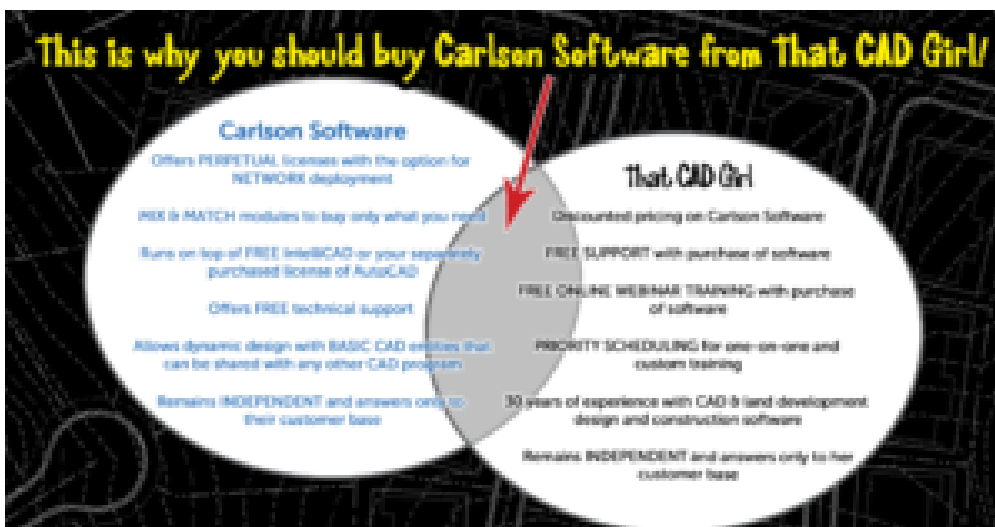 This is why you should buy Carlson Software from That CAD Girl!
Carlson Software
Offers PERPETUAL licenses with the option for
NETWORK deployment
MIX & MATCH modules to buy only what you need
Runs on top of FREE IntelliCAD or your separately
purchased license of AutoCAD
Offers FREE technical support
Allows dynamic design with BASIC CAD entities that
can be shared with any other CAD program
Remains INDEPENDENT and answers only to
their customer base
That CAD Girl
Discounted pricing on Carlson Software
FREE SUPPORT with purchase of software
FREE ONLINE WEBINAR TRAINING with purchase
of software
PRIORITY SCHEDULING for one-on-one and
custom training
30 years of experience with CAD & land development
design and construction software
Remains INDEPENDENT and answers only to her
customer base